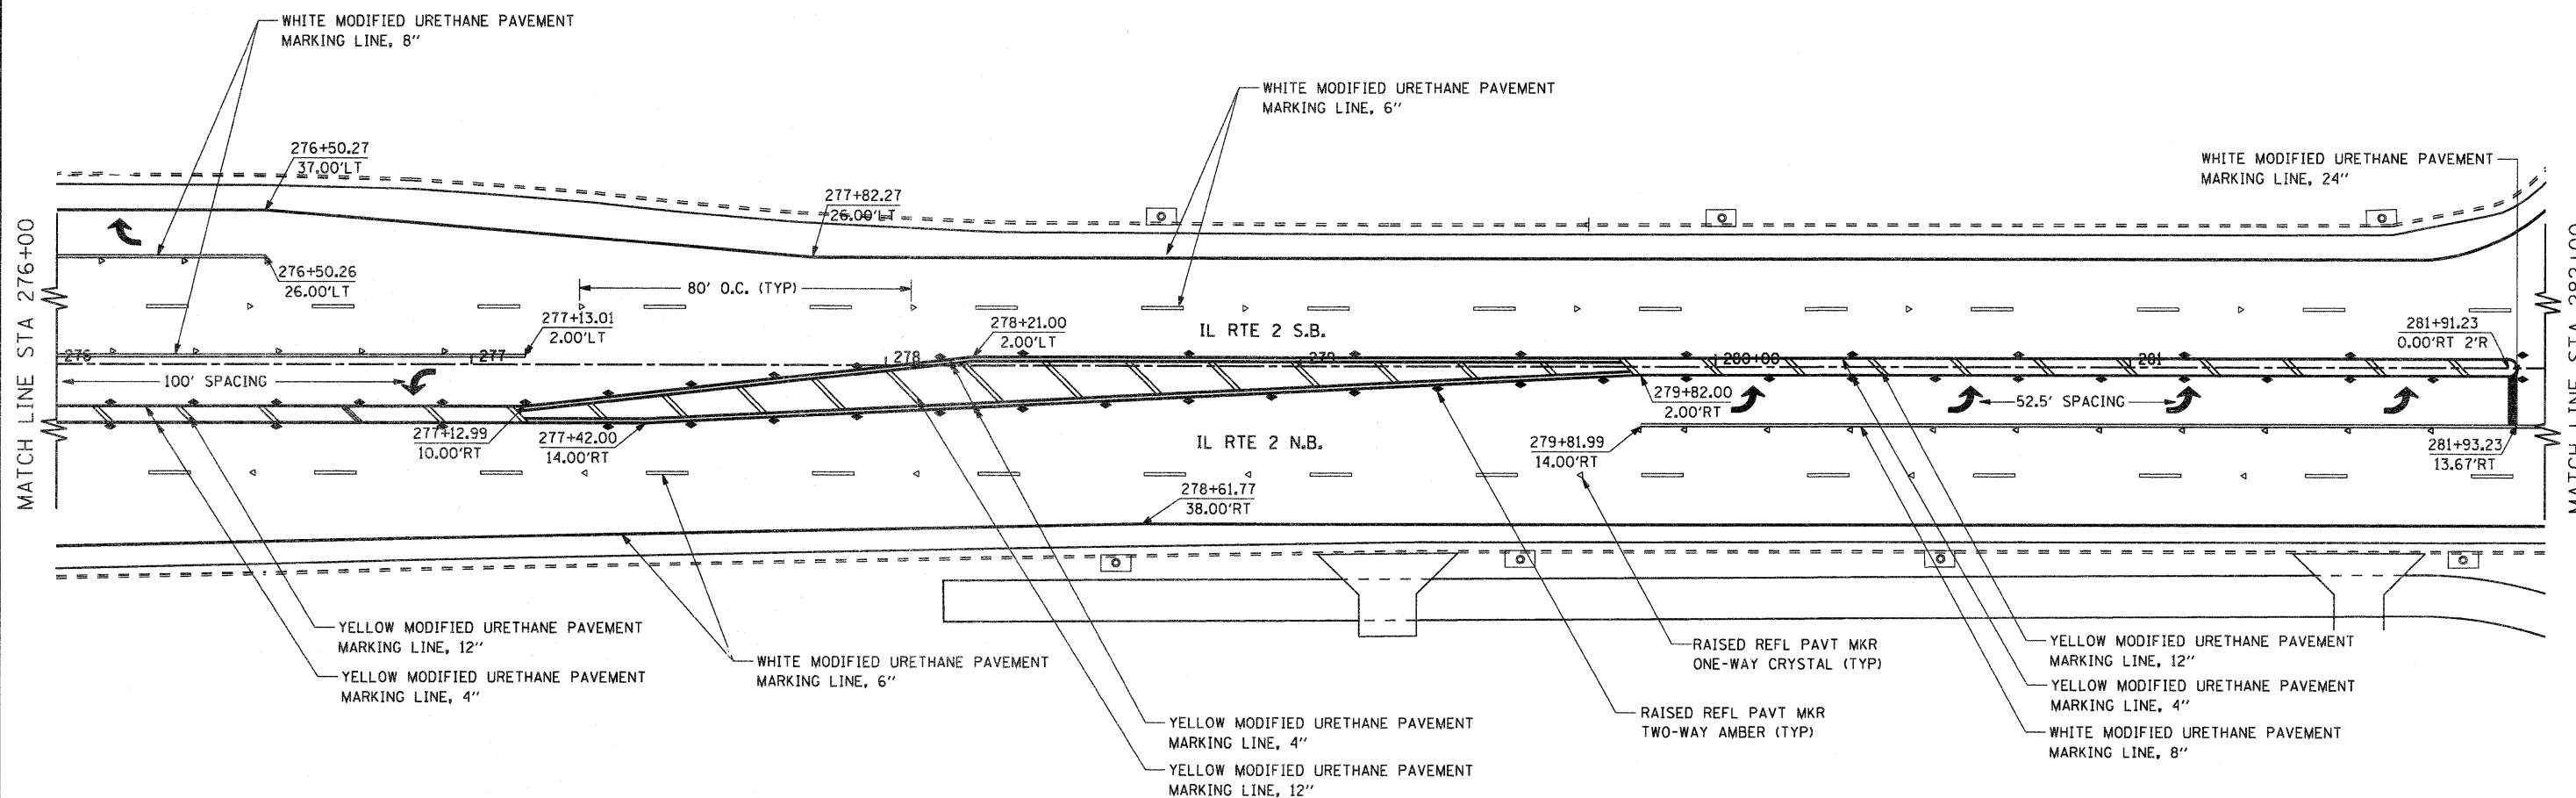 WHITE MODIFIED URETHANE PAVEMENT
MARKING LINE, 8"
WHITE MODIFIED URETHANE PAVEMENT
MARKING LINE, 6"
WHITE MODIFIED URETHANE PAVEMENT
MARKING LINE, 24"
276+50.27
37.00'LT
277+82.27
26.00'LT
276+50.26
26.00'LT
80' O.C. (TYP)
277+13.01
2.00'LT
278+21.00
2.00'LT
IL RTE 2 S.B.
281+91.23
0.00'RT 2'R
MATCH LINE STA 276+00
276
277
278
279
280+00
281
MATCH LINE STA 282+00
100' SPACING
52.5' SPACING
277+12.99
10.00'RT
277+42.00
14.00'RT
279+82.00
2.00'RT
IL RTE 2 N.B.
279+81.99
14.00'RT
281+93.23
13.67'RT
278+61.77
38.00'RT
YELLOW MODIFIED URETHANE PAVEMENT
MARKING LINE, 12"
YELLOW MODIFIED URETHANE PAVEMENT
MARKING LINE, 4"
WHITE MODIFIED URETHANE PAVEMENT
MARKING LINE, 6"
YELLOW MODIFIED URETHANE PAVEMENT
MARKING LINE, 4"
YELLOW MODIFIED URETHANE PAVEMENT
MARKING LINE, 12"
RAISED REFL PAVT MKR
ONE-WAY CRYSTAL (TYP)
RAISED REFL PAVT MKR
TWO-WAY AMBER (TYP)
YELLOW MODIFIED URETHANE PAVEMENT
MARKING LINE, 12"
YELLOW MODIFIED URETHANE PAVEMENT
MARKING LINE, 4"
WHITE MODIFIED URETHANE PAVEMENT
MARKING LINE, 8"